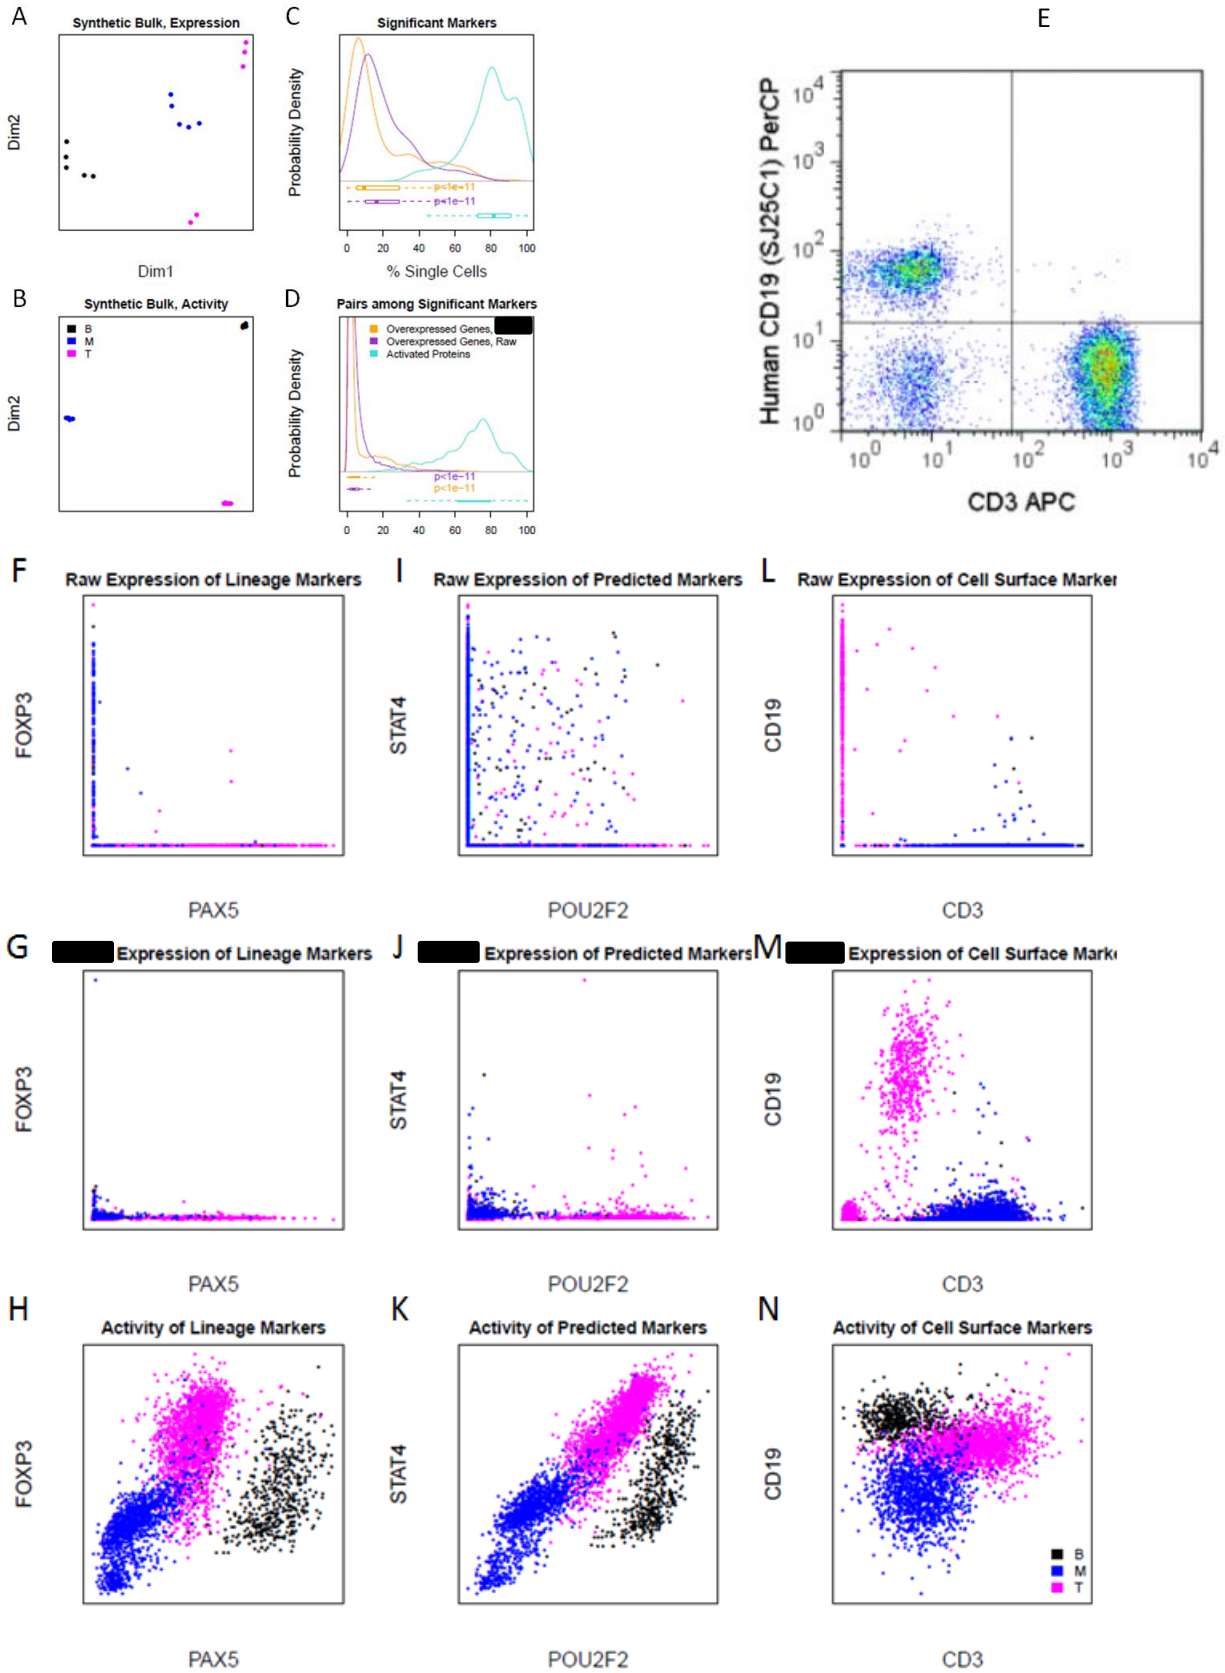 A
Synthetic Bulk, Expression
Dim2
Dim1
C
Significant Markers
Probability Density
p<1e-11
p<1e-11
0 20 40 60 80 100
% Single Cells
B
Synthetic Bulk, Activity
B
M
T
Dim2
D
Pairs among Significant Markers
Overexpressed Genes,
Overexpressed Genes, Raw
Activated Proteins
Probability Density
p<1e-11
p<1e-11
0 20 40 60 80 100
E
Human CD19 (SJ25C1) PerCP
10^4
10^3
10^2
10^1
10^0
10^0 10^1 10^2 10^3 10^4
CD3 APC
F
Raw Expression of Lineage Markers
FOXP3
PAX5
I
Raw Expression of Predicted Markers
STAT4
POU2F2
L
Raw Expression of Cell Surface Marker
CD19
CD3
G
Expression of Lineage Markers
FOXP3
PAX5
J
Expression of Predicted Markers
STAT4
POU2F2
M
Expression of Cell Surface Mark
CD19
CD3
H
Activity of Lineage Markers
FOXP3
PAX5
K
Activity of Predicted Markers
STAT4
POU2F2
N
Activity of Cell Surface Markers
CD19
B
M
T
CD3